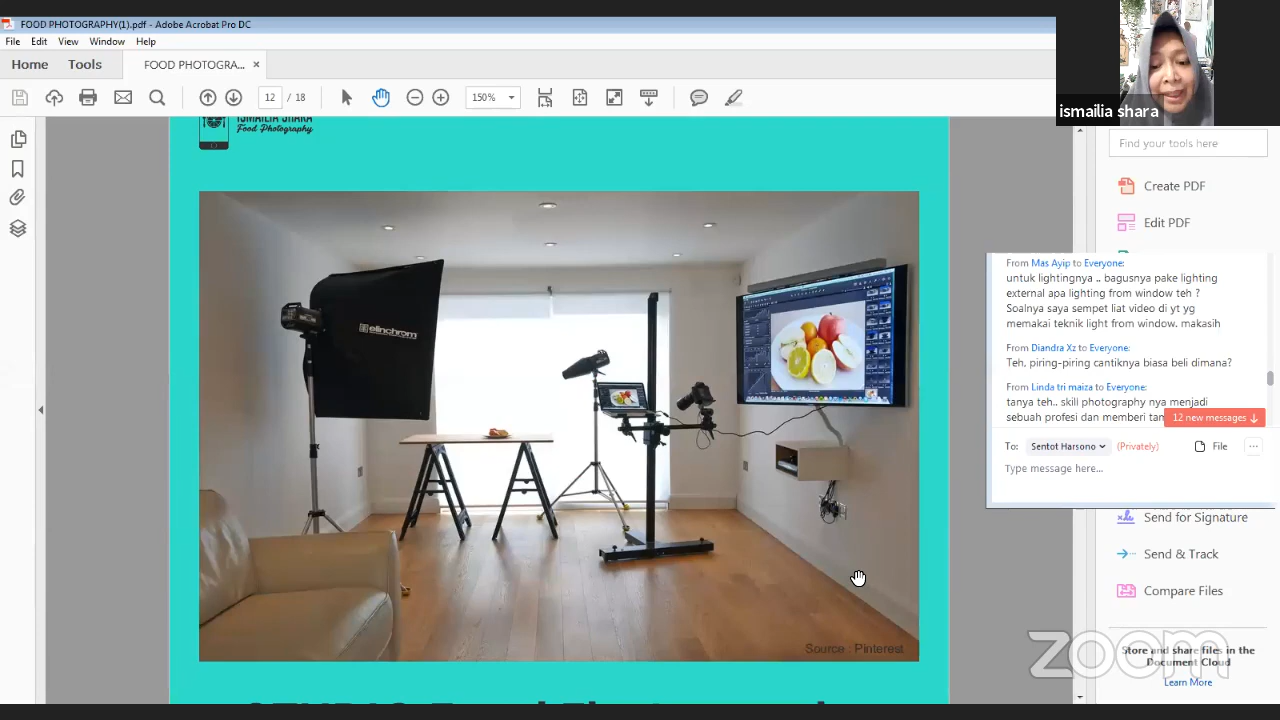 FOOD PHOTOGRAPHY(1).pdf - Adobe Acrobat Pro DC
File Edit View Window Help
Home Tools FOOD PHOTOGRA... ×
12 / 18 150%
ismailia shara
ISMAILIA SHARA
Food Photography
elinchrom
Source : Pinterest
Find your tools here
Create PDF
Edit PDF
From Mas Ayip to Everyone:
untuk lightingnya .. bagusnya pake lighting
external apa lighting from window teh ?
Soalnya saya sempet liat video di yt yg
memakai teknik light from window. makasih
From Diandra Xz to Everyone:
Teh, piring-piring cantiknya biasa beli dimana?
From Linda tri maiza to Everyone:
tanya teh.. skill photography nya menjadi
sebuah profesi dan memberi
12 new messages
To: Sentot Harsono (Privately) File ...
Type message here...
Send for Signature
Send & Track
Compare Files
Store and share files in the
Document Cloud
Learn More
zoom